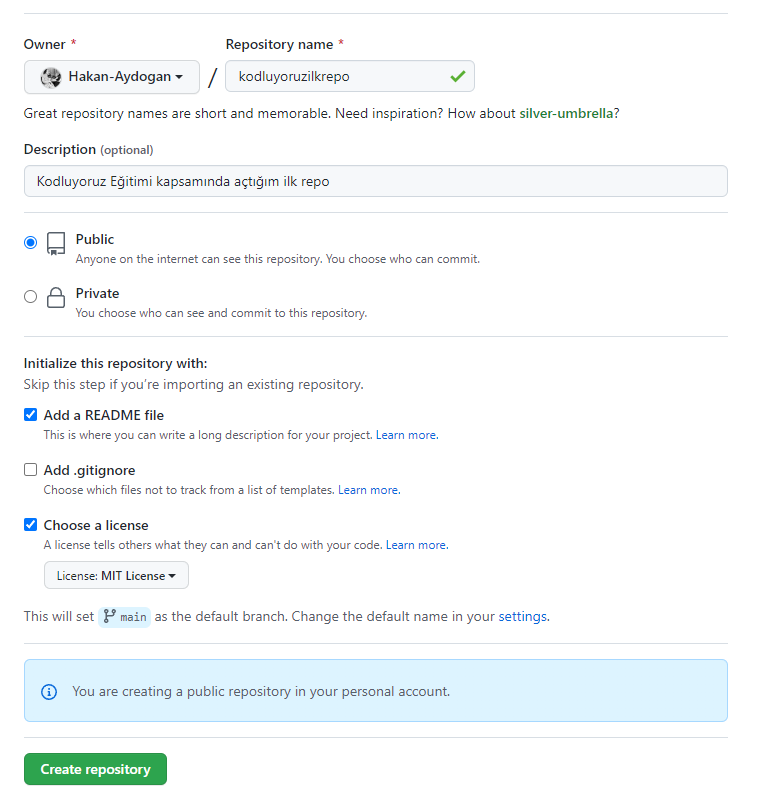 Owner *
Repository name *
Hakan-Aydogan
/
kodluyoruzilkrepo
Great repository names are short and memorable. Need inspiration? How about silver-umbrella?
Description (optional)
Kodluyoruz Eğitimi kapsamında açtığım ilk repo
Public
Anyone on the internet can see this repository. You choose who can commit.
Private
You choose who can see and commit to this repository.
Initialize this repository with:
Skip this step if you're importing an existing repository.
Add a README file
This is where you can write a long description for your project. Learn more.
Add .gitignore
Choose which files not to track from a list of templates. Learn more.
Choose a license
A license tells others what they can and can't do with your code. Learn more.
License: MIT License
This will set main as the default branch. Change the default name in your settings.
You are creating a public repository in your personal account.
Create repository